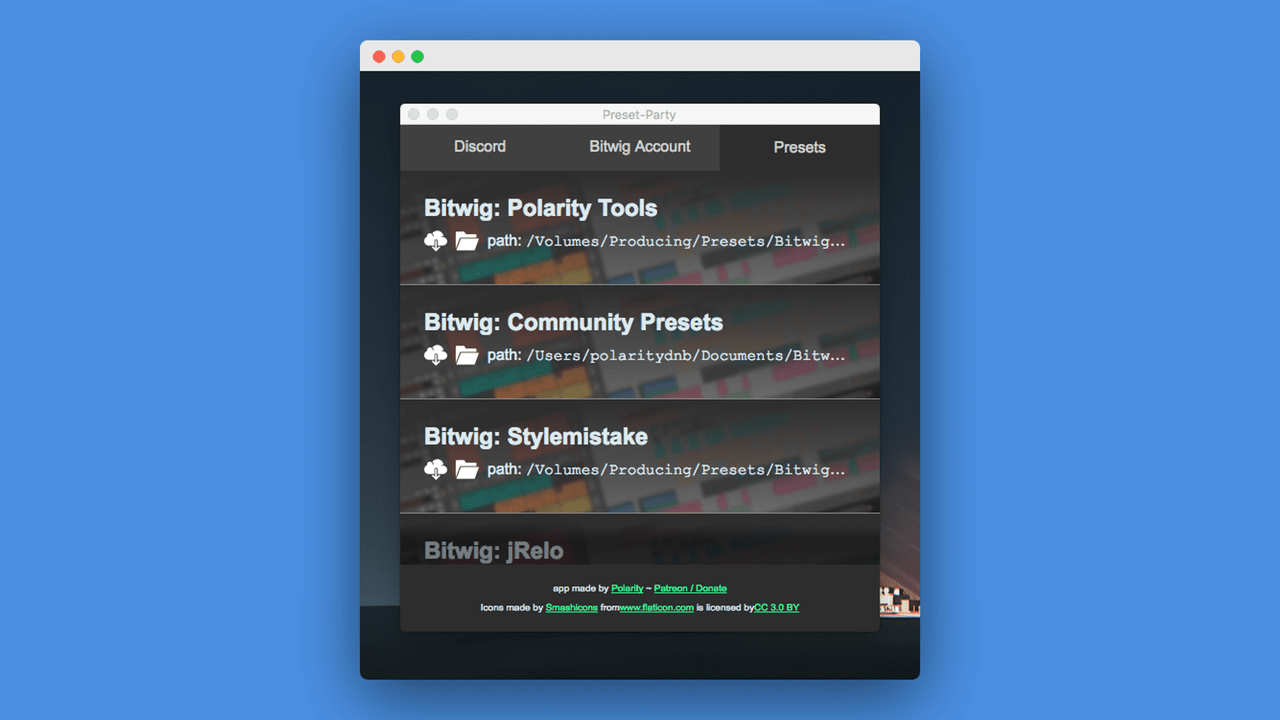 Preset-Party
Discord
Bitwig Account
Presets
Bitwig: Polarity Tools
path: /Volumes/Producing/Presets/Bitwig...
Bitwig: Community Presets
path: /Users/polaritydnb/Documents/Bitw...
Bitwig: Stylemistake
path: /Volumes/Producing/Presets/Bitwig...
Bitwig: jRelo
app made by Polarity ~ Patreon / Donate
Icons made by Smashicons fromwww.flaticon.com is licensed byCC 3.0 BY